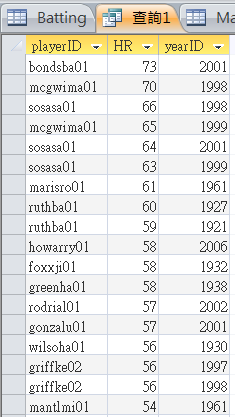 Batting 查詢1 Ma
playerID HR yearID
bondsba01 73 2001
mcgwima01 70 1998
sosasa01 66 1998
mcgwima01 65 1999
sosasa01 64 2001
sosasa01 63 1999
marisro01 61 1961
ruthba01 60 1927
ruthba01 59 1921
howarry01 58 2006
foxxji01 58 1932
greenha01 58 1938
rodrial01 57 2002
gonzalu01 57 2001
wilsoha01 56 1930
griffke02 56 1997
griffke02 56 1998
mantlmi01 54 1961